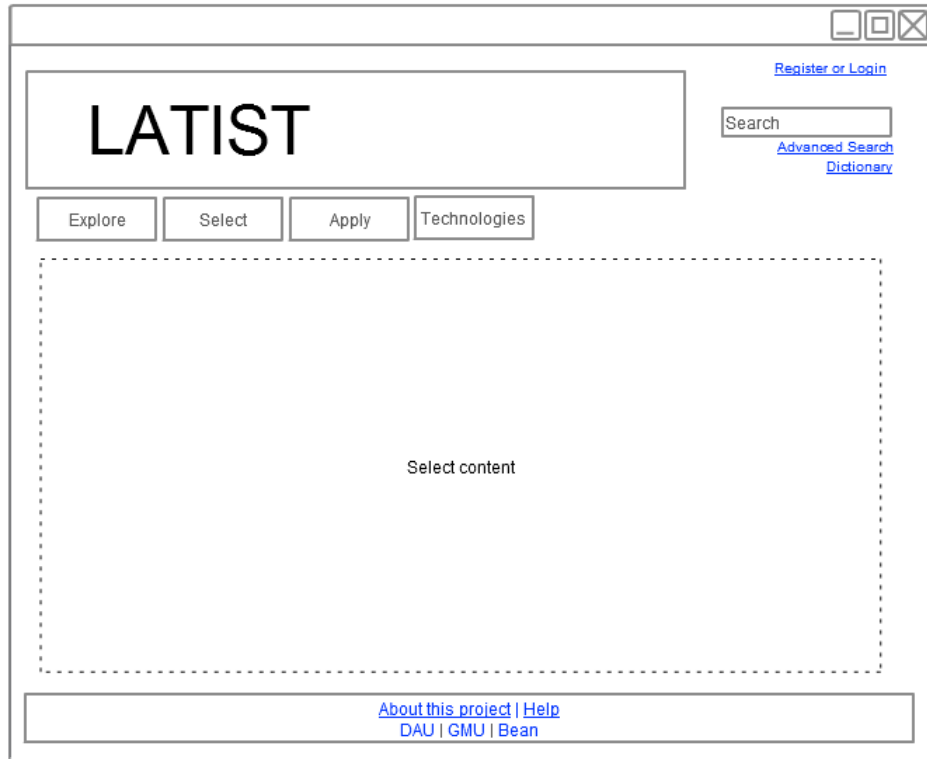 Register or Login
LATIST
Search
Advanced Search
Dictionary
Explore Select Apply Technologies
Select content
About this project | Help
DAU | GMU | Bean